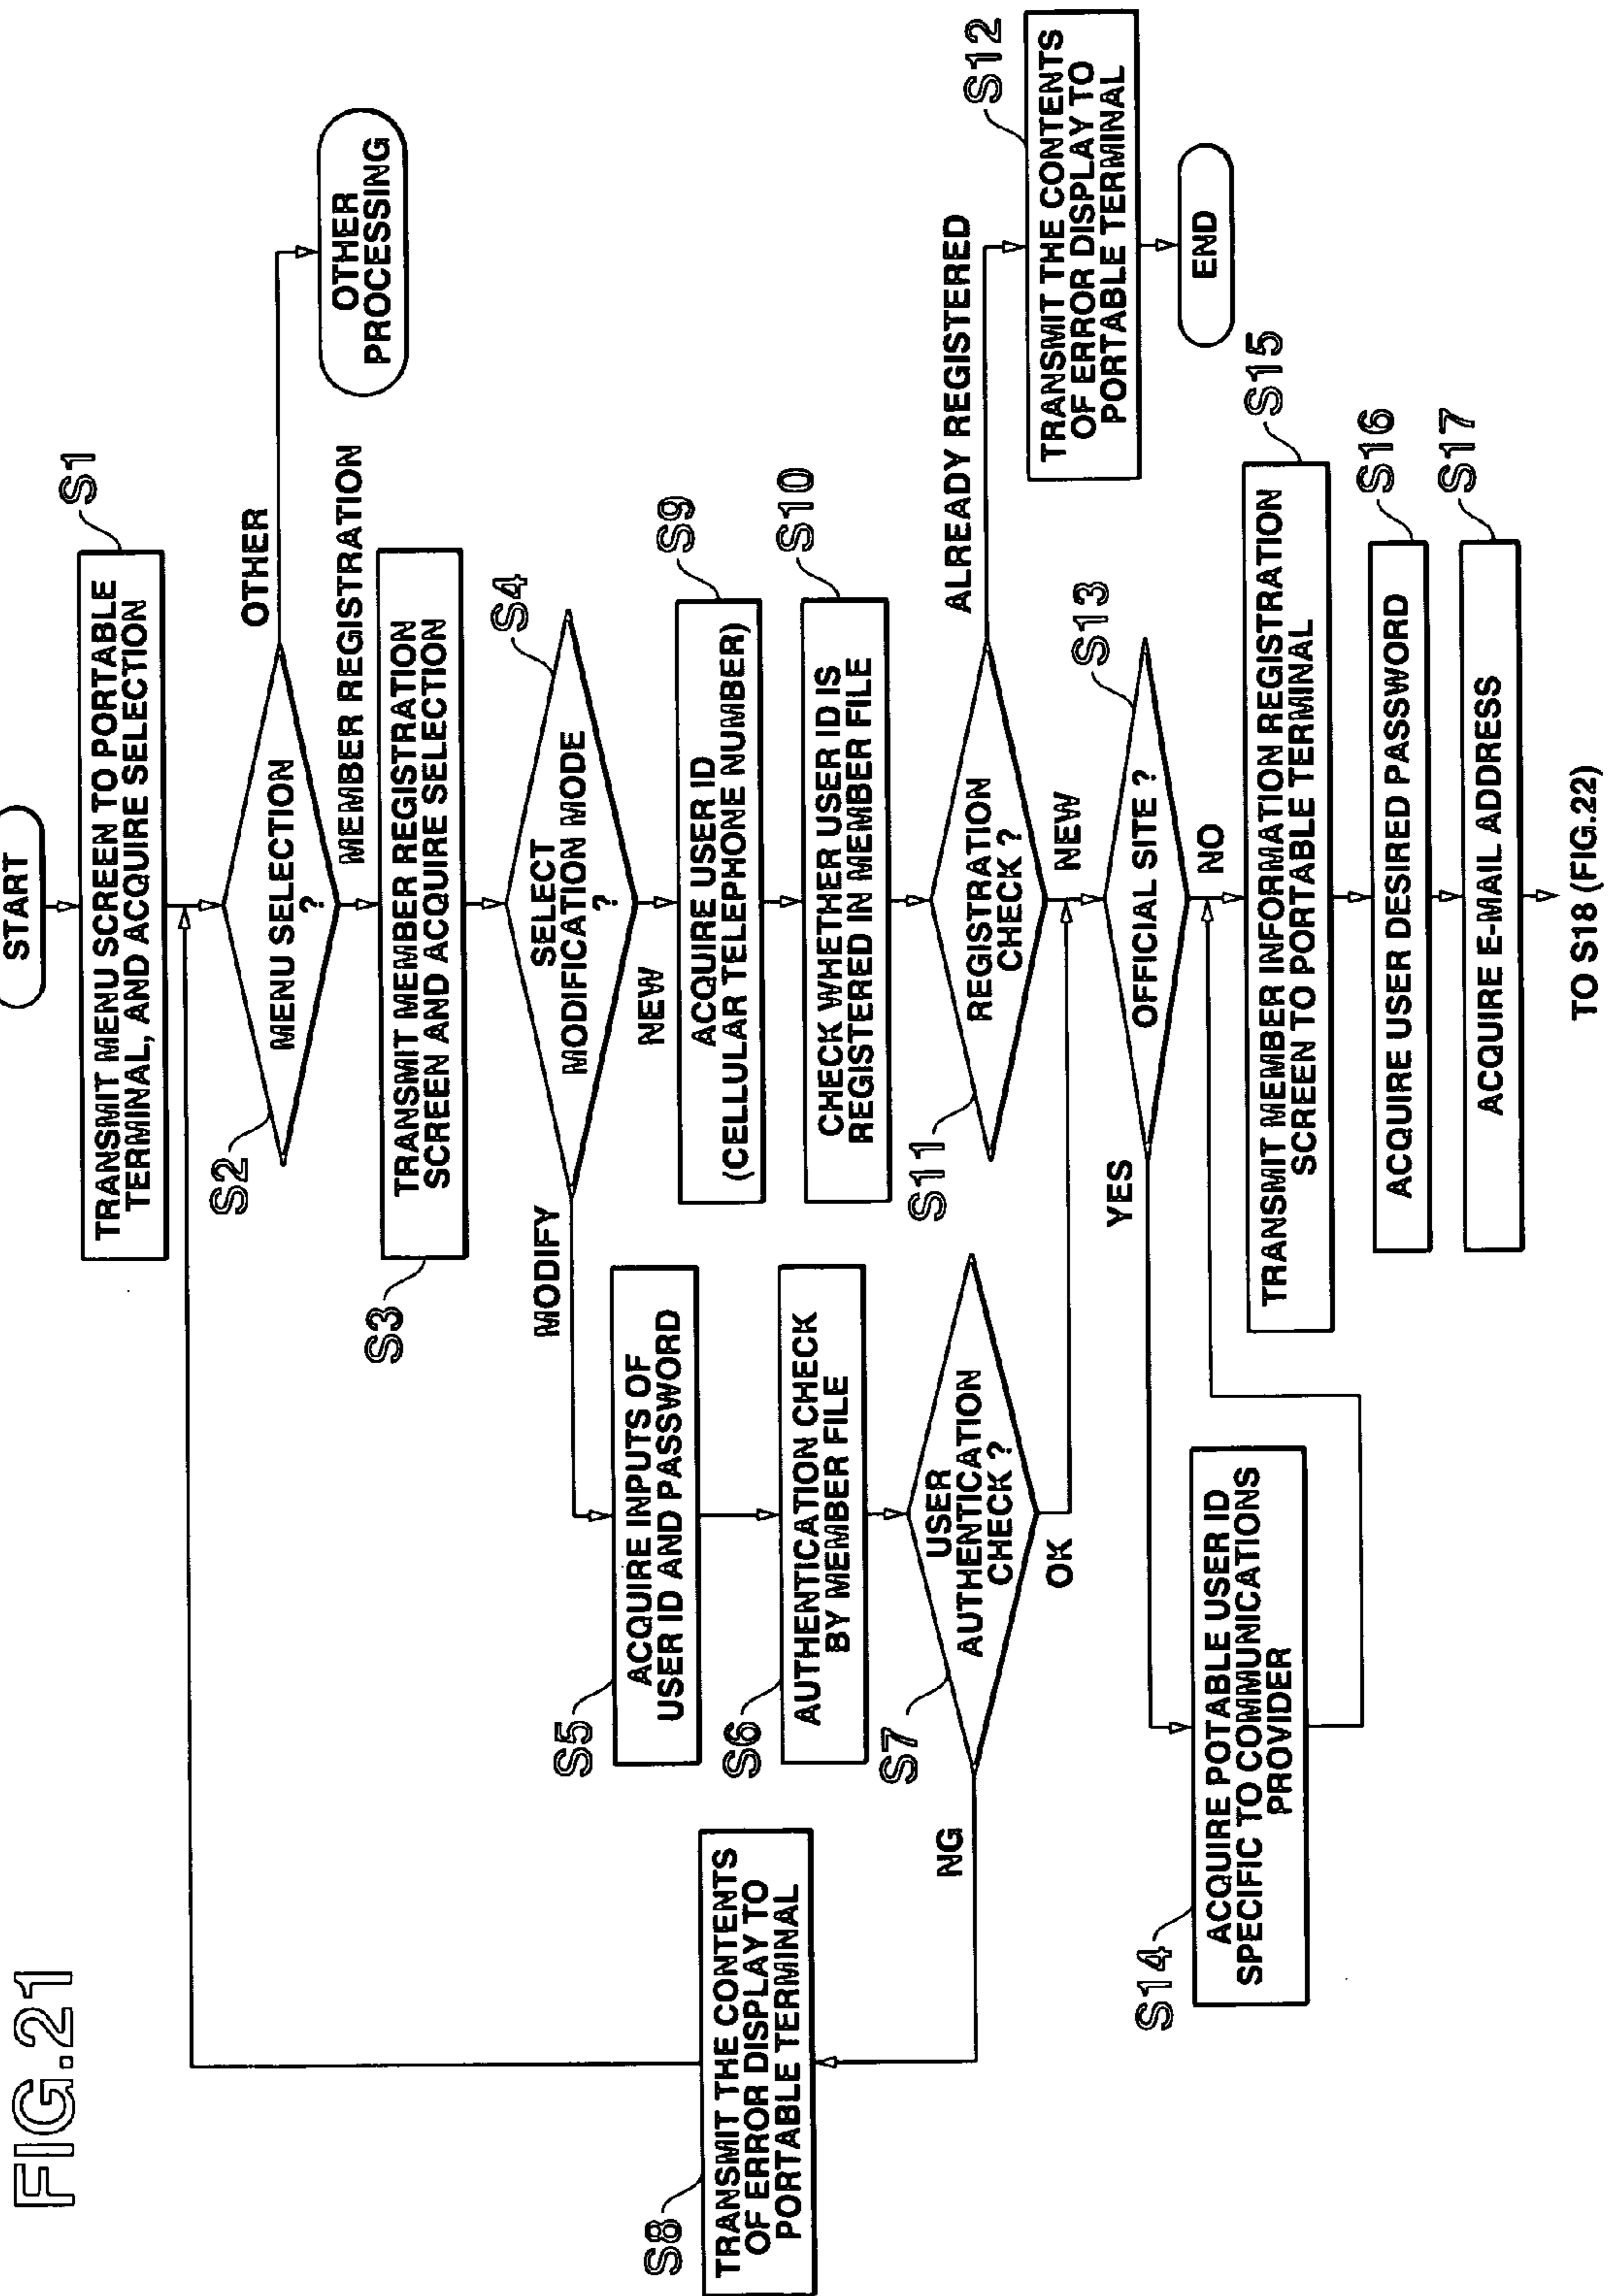 FIG.21
START
S1
TRANSMIT MENU SCREEN TO PORTABLE
TERMINAL, AND ACQUIRE SELECTION
S2
MENU SELECTION
?
OTHER
OTHER
PROCESSING
MEMBER REGISTRATION
S3
TRANSMIT MEMBER REGISTRATION
SCREEN AND ACQUIRE SELECTION
S4
SELECT
MODIFICATION MODE
?
MODIFY
NEW
S5
ACQUIRE INPUTS OF
USER ID AND PASSWORD
S6
AUTHENTICATION CHECK
BY MEMBER FILE
S7
USER
AUTHENTICATION
CHECK ?
NG
OK
S8
TRANSMIT THE CONTENTS
OF ERROR DISPLAY TO
PORTABLE TERMINAL
S9
ACQUIRE USER ID
(CELLULAR TELEPHONE NUMBER)
S10
CHECK WHETHER USER ID IS
REGISTERED IN MEMBER FILE
S11
REGISTRATION
CHECK ?
ALREADY REGISTERED
NEW
S12
TRANSMIT THE CONTENTS
OF ERROR DISPLAY TO
PORTABLE TERMINAL
END
S13
OFFICIAL SITE ?
YES
NO
S14
ACQUIRE POTABLE USER ID
SPECIFIC TO COMMUNICATIONS
PROVIDER
S15
TRANSMIT MEMBER INFORMATION REGISTRATION
SCREEN TO PORTABLE TERMINAL
S16
ACQUIRE USER DESIRED PASSWORD
S17
ACQUIRE E-MAIL ADDRESS
TO S18 (FIG.22)